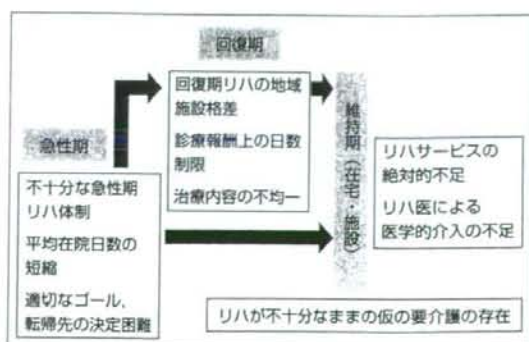 回復期
回復期リハの地域
施設格差
診療報酬上の日数
制限
治療内容の不均一
急性期
不十分な急性期
リハ体制
平均在院日数の
短縮
適切なゴール、
転帰先の決定困難
維持期（在宅・施設）
リハサービスの
絶対的不足
リハ医による
医学的介入の不足
リハが不十分なままの仮の要介護の存在